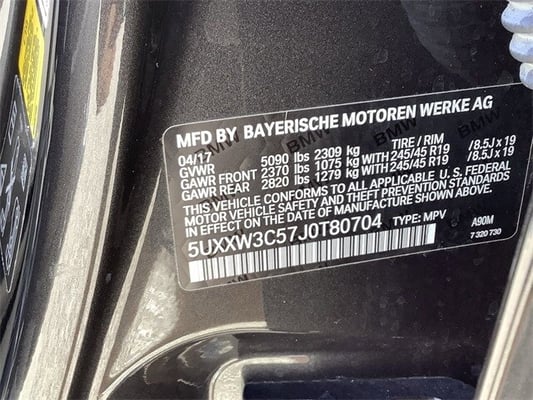 MFD BY BAYERISCHE MOTOREN WERKE AG
04/17 TIRE / RIM
GVWR 5090 lbs 2309 kg
GAWR FRONT 2370 lbs 1075 kg WITH 245/45 R19 /8.5J x 19
GAWR REAR 2820 lbs 1279 kg WITH 245/45 R19 /8.5J x 19
THIS VEHICLE CONFORMS TO ALL APPLICABLE U.S. FEDERAL
MOTOR VEHICLE SAFETY AND THEFT PREVENTION STANDARDS
IN EFFECT ON THE DATE OF MANUFACTURE SHOWN ABOVE.
5UXXW3C57J0T80704 TYPE: MPV A90M
7 320 730